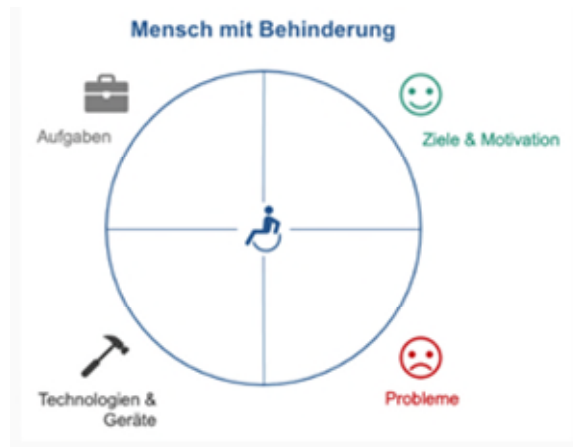 Mensch mit Behinderung
Aufgaben
Ziele & Motivation
Technologien &
Geräte
Probleme